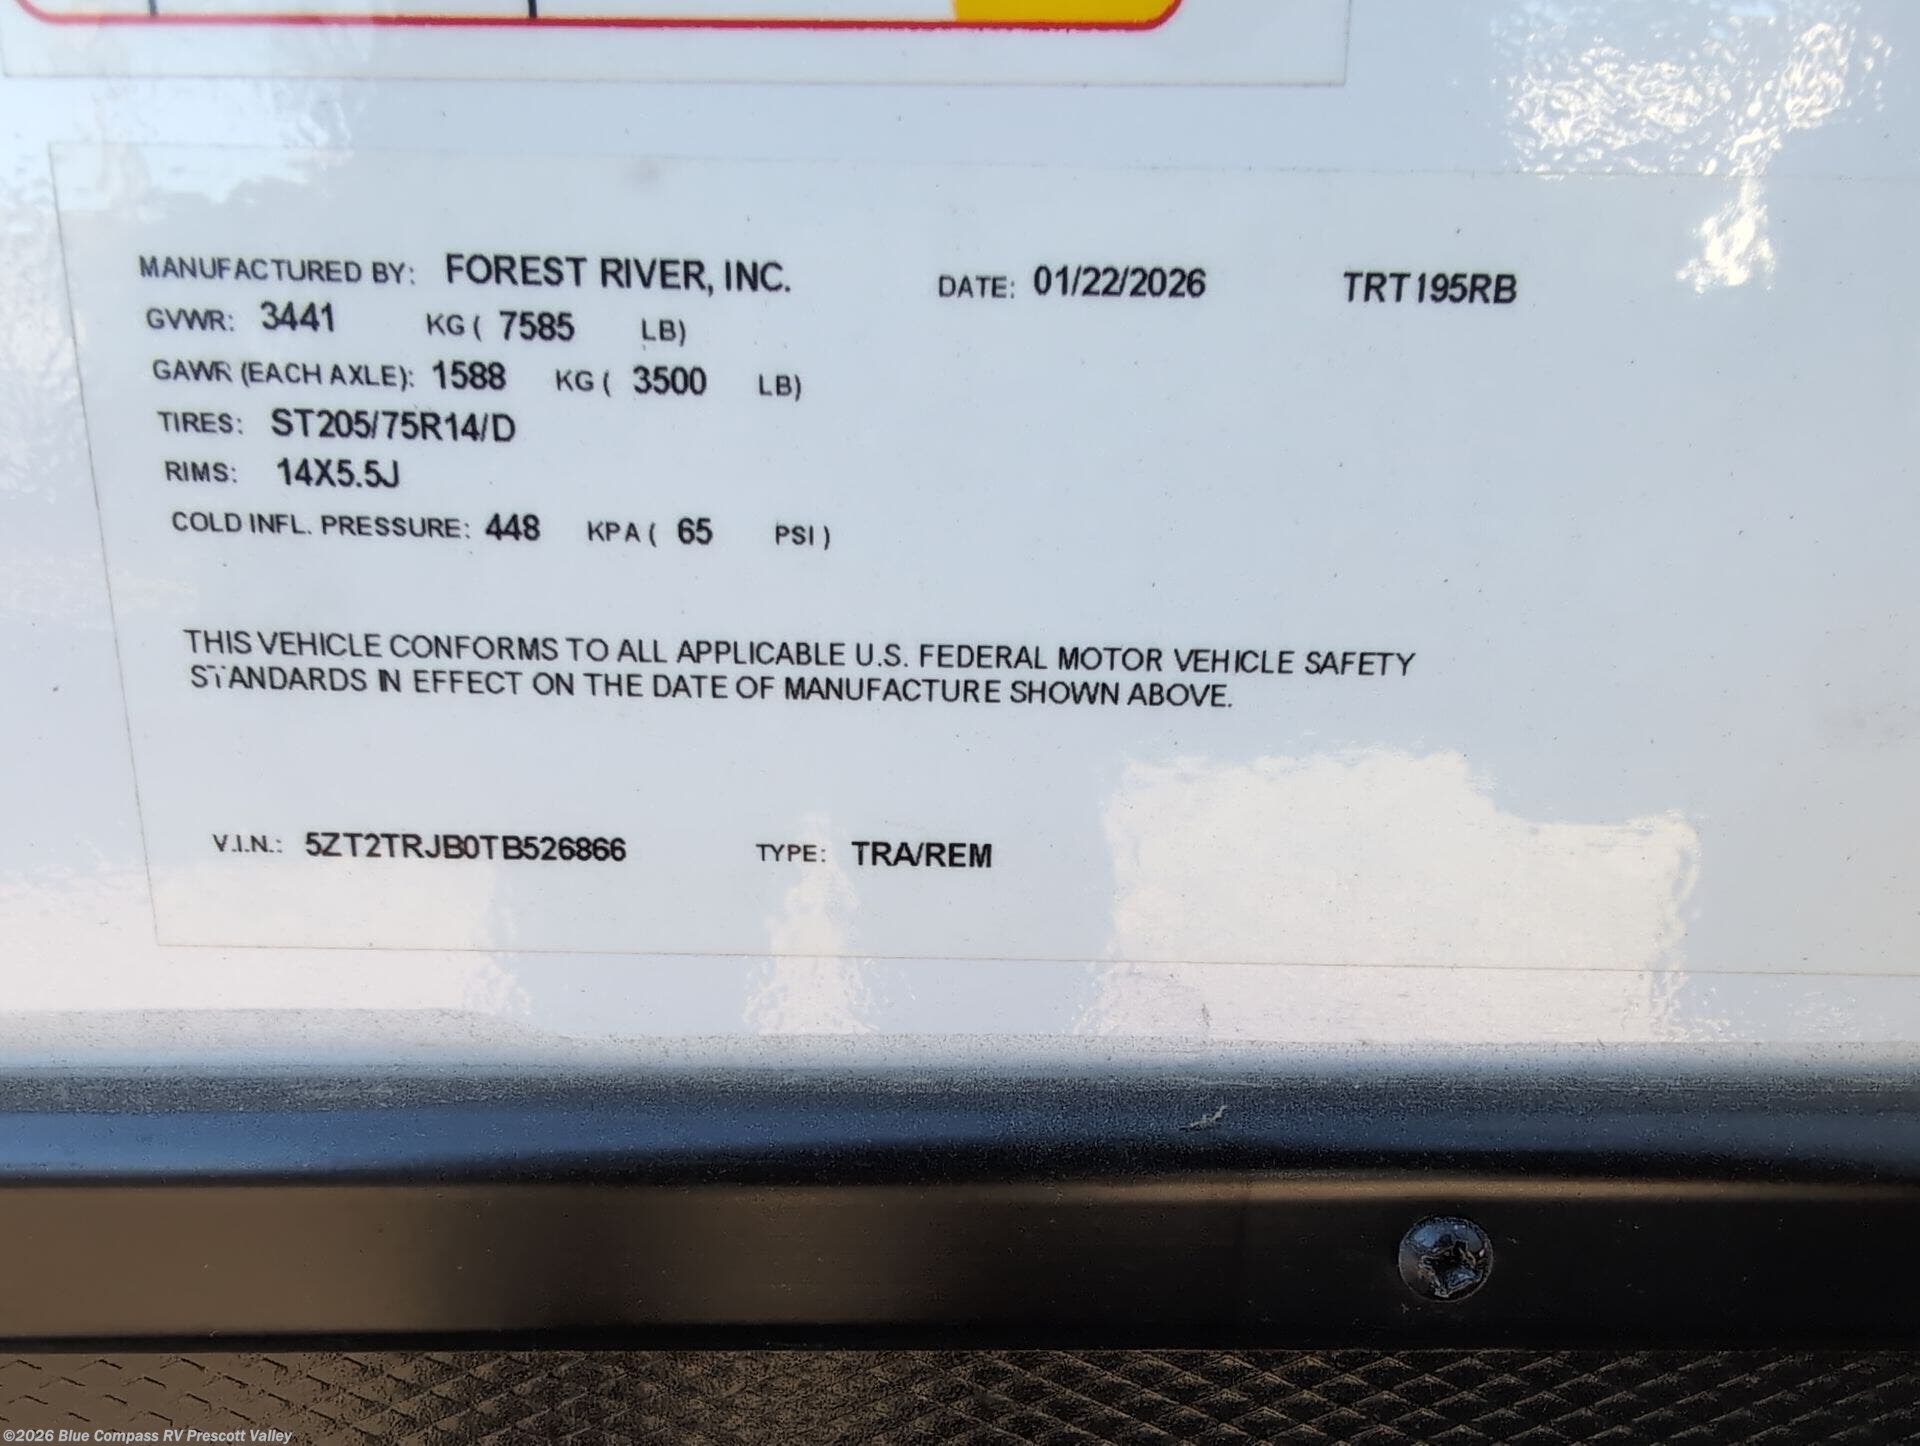 MANUFACTURED BY: FOREST RIVER, INC. DATE: 01/22/2026 TRT195RB
GVWR: 3441 KG ( 7585 LB)
GAWR (EACH AXLE): 1588 KG ( 3500 LB)
TIRES: ST205/75R14/D
RIMS: 14X5.5J
COLD INFL. PRESSURE: 448 KPA ( 65 PSI )
THIS VEHICLE CONFORMS TO ALL APPLICABLE U.S. FEDERAL MOTOR VEHICLE SAFETY
STANDARDS IN EFFECT ON THE DATE OF MANUFACTURE SHOWN ABOVE.
V.I.N.: 5ZT2TRJB0TB526866 TYPE: TRA/REM
©2026 Blue Compass RV Prescott Valley